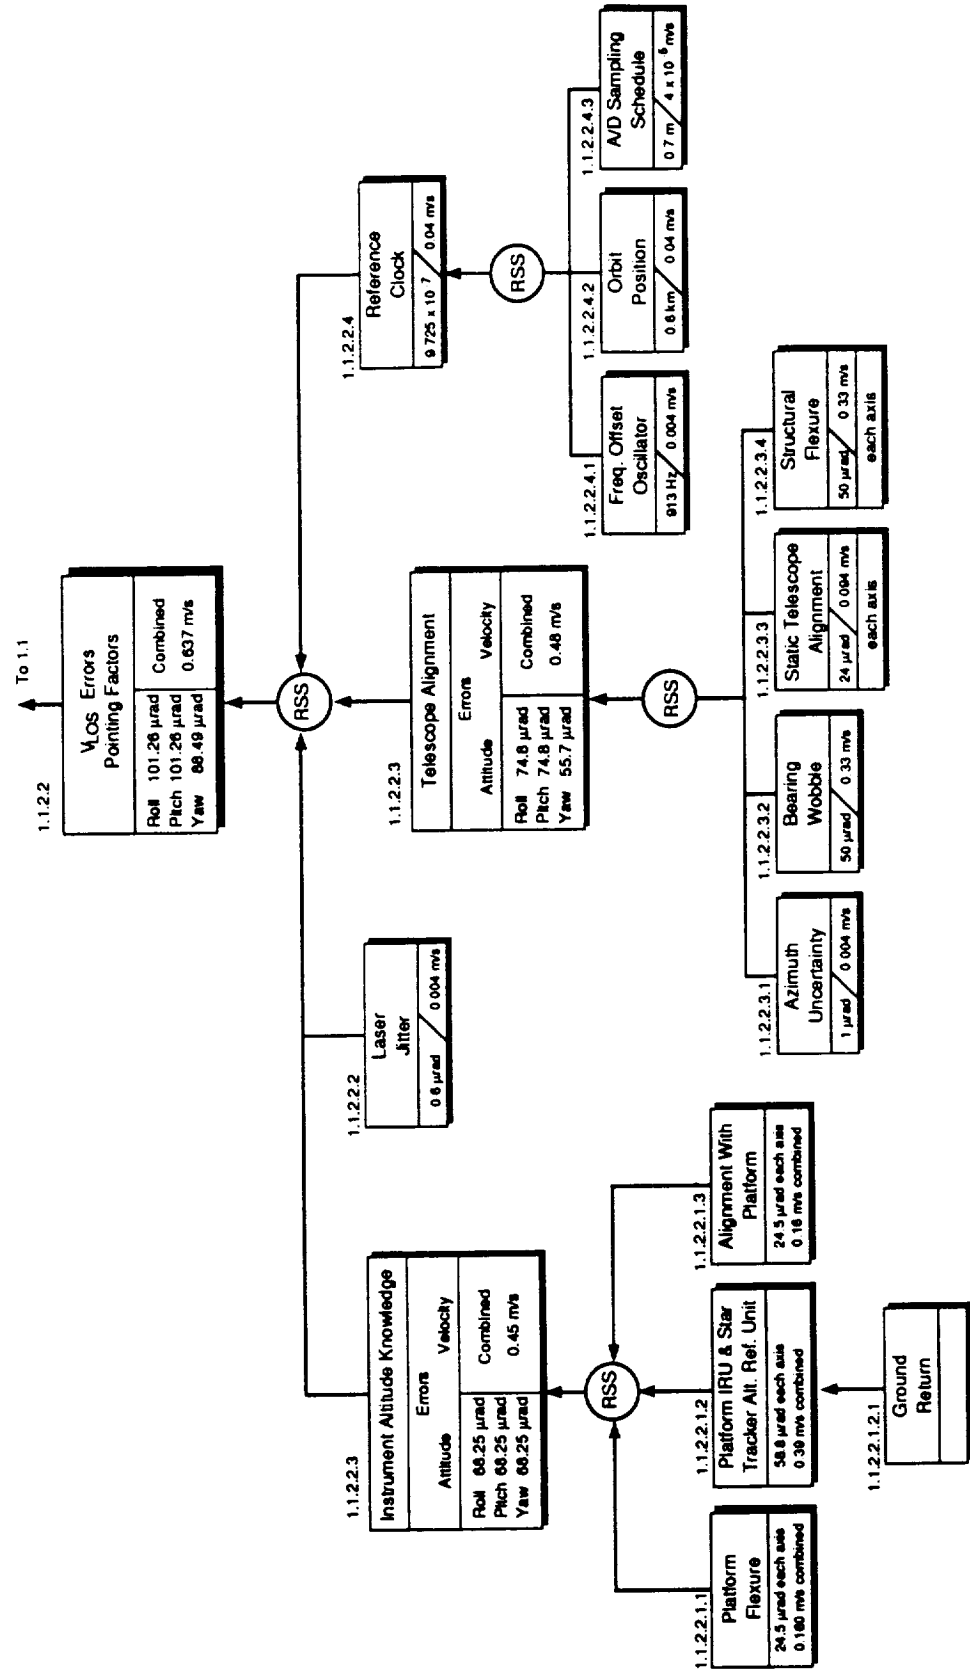 To 1.1
1.1.2.2
VLOS Errors
Pointing Factors
Roll 101.26 μrad
Pitch 101.26 μrad
Yaw 88.49 μrad
Combined
0.637 m/s
RSS
1.1.2.2.3
Instrument Altitude Knowledge
Errors
Attitude Velocity
Roll 68.25 μrad
Pitch 68.25 μrad
Yaw 68.25 μrad
Combined
0.45 m/s
1.1.2.2.2
Laser
Jitter
0 6 μrad 0 004 m/s
1.1.2.2.3
Telescope Alignment
Errors
Attitude Velocity
Roll 74.8 μrad
Pitch 74.8 μrad
Yaw 55.7 μrad
Combined
0.48 m/s
1.1.2.2.4
Reference
Clock
9 725 x 10 7 0 04 m/s
RSS
RSS
RSS
1.1.2.2.1.1
Platform
Flexure
24.5 μrad each axis
0.160 m/s combined
1.1.2.2.1.2
Platform IRU & Star
Tracker Alt. Ref. Unit
58.8 μrad each axis
0.39 m/s combined
1.1.2.2.1.3
Alignment With
Platform
24.5 μrad each axis
0.16 m/s combined
1.1.2.2.1.2.1
Ground
Return
1.1.2.2.3.1
Azimuth
Uncertainty
1 μrad 0 004 m/s
1.1.2.2.3.2
Bearing
Wobble
50 μrad 0 33 m/s
1.1.2.2.3.3
Static Telescope
Alignment
24 μrad 0 094 m/s
each axis
1.1.2.2.3.4
Structural
Flexure
50 μrad 0 33 m/s
each axis
1.1.2.2.4.1
Freq. Offset
Oscillator
913 Hz 0 004 m/s
1.1.2.2.4.2
Orbit
Position
0.6 km 0 04 m/s
1.1.2.2.4.3
A/D Sampling
Schedule
0 7 m 4 x 10 6 m/s